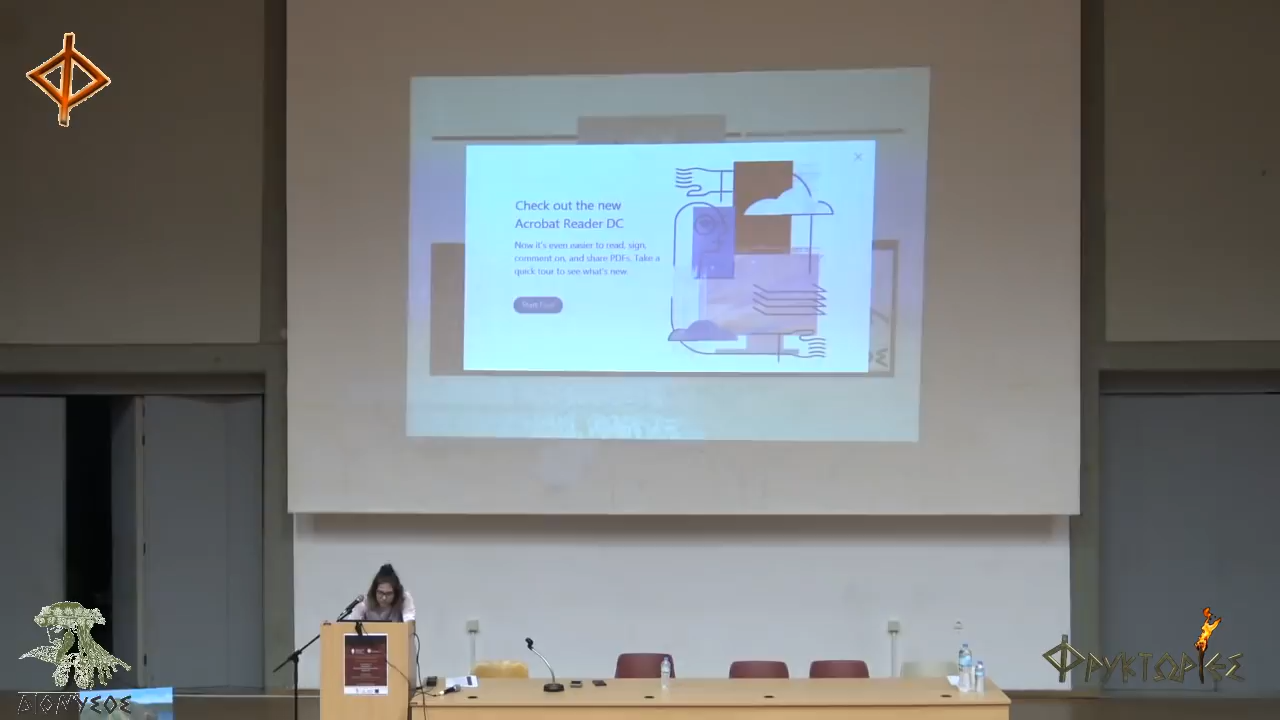 Check out the new
Acrobat Reader DC
Now it's even easier to read, sign,
comment on, and share PDFs. Take a
quick tour to see what's new.
Start Tour
ΔΙΟΝΥΣΟΣ
ΦΡΥΚΤΩΡΙΕΣ